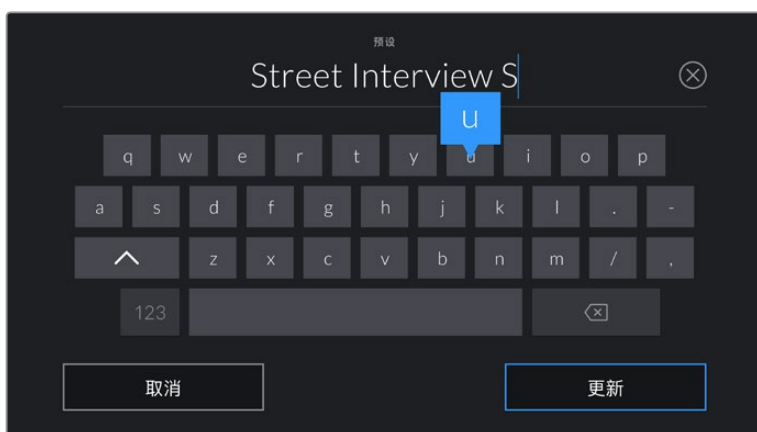 预设
Street Interview S
u
q w e r t y u i o p
a s d f g h j k l . -
z x c v b n m / ,
123
取消 更新